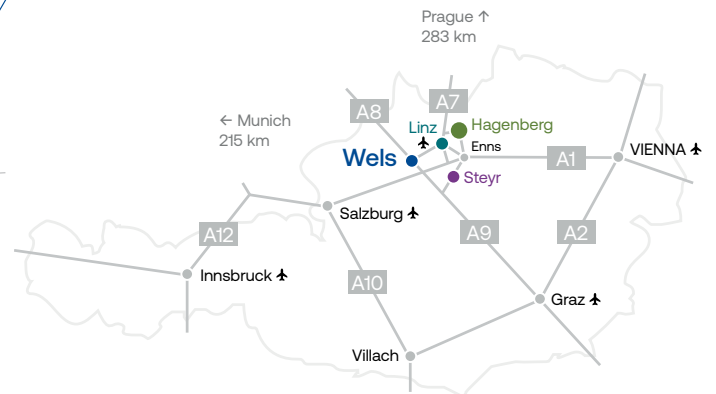 Prague ↑
283 km
← Munich
215 km
A8
A7
Linz
Hagenberg
Enns
Wels
A1
VIENNA
Steyr
Salzburg
A12
A9
A2
Innsbruck
A10
Graz
Villach